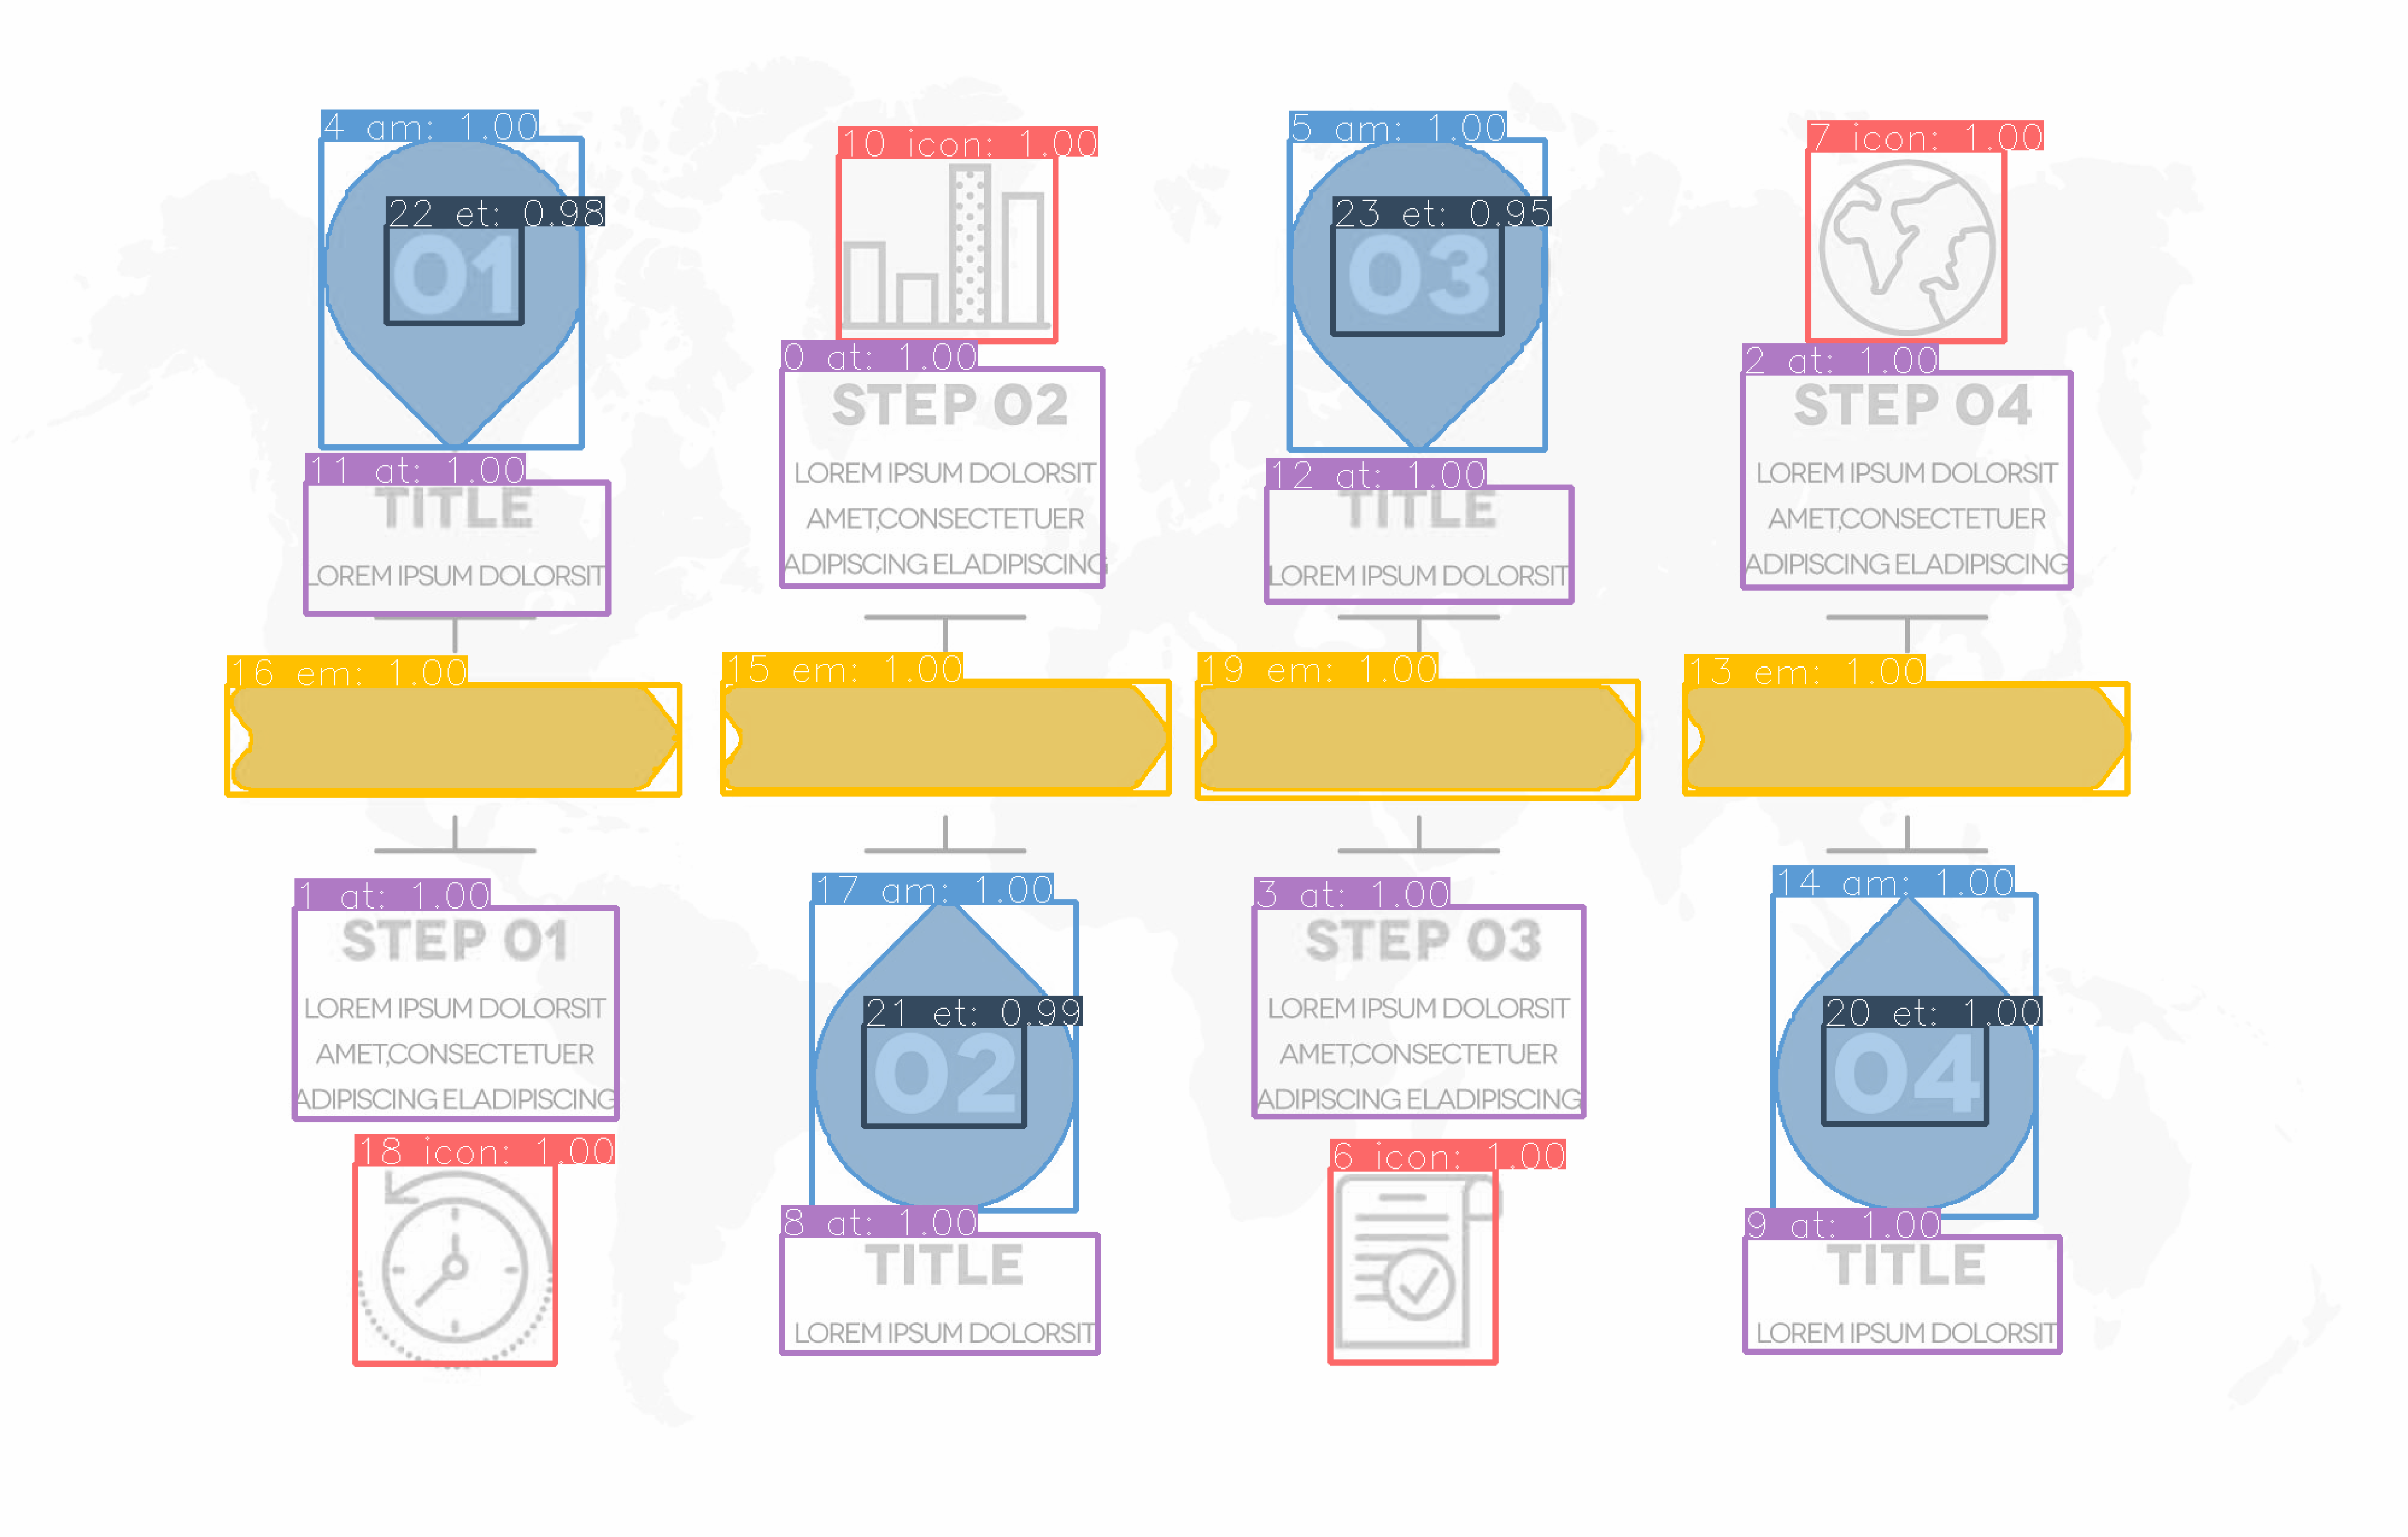 4 am: 1.00
22 et: 0.98
01
11 at: 1.00
TITLE
LOREM IPSUM DOLORSIT
10 icon: 1.00
0 at: 1.00
STEP 02
LOREM IPSUM DOLORSIT
AMET,CONSECTETUER
ADIPISCING ELADIPISCING
5 am: 1.00
23 et: 0.95
03
12 at: 1.00
TITLE
LOREM IPSUM DOLORSIT
7 icon: 1.00
2 at: 1.00
STEP 04
LOREM IPSUM DOLORSIT
AMET,CONSECTETUER
ADIPISCING ELADIPISCING
16 em: 1.00
15 em: 1.00
19 em: 1.00
13 em: 1.00
1 at: 1.00
STEP 01
LOREM IPSUM DOLORSIT
AMET,CONSECTETUER
ADIPISCING ELADIPISCING
18 icon: 1.00
17 am: 1.00
21 et: 0.99
02
8 at: 1.00
TITLE
LOREM IPSUM DOLORSIT
3 at: 1.00
STEP 03
LOREM IPSUM DOLORSIT
AMET,CONSECTETUER
ADIPISCING ELADIPISCING
6 icon: 1.00
14 am: 1.00
20 et: 1.00
04
9 at: 1.00
TITLE
LOREM IPSUM DOLORSIT